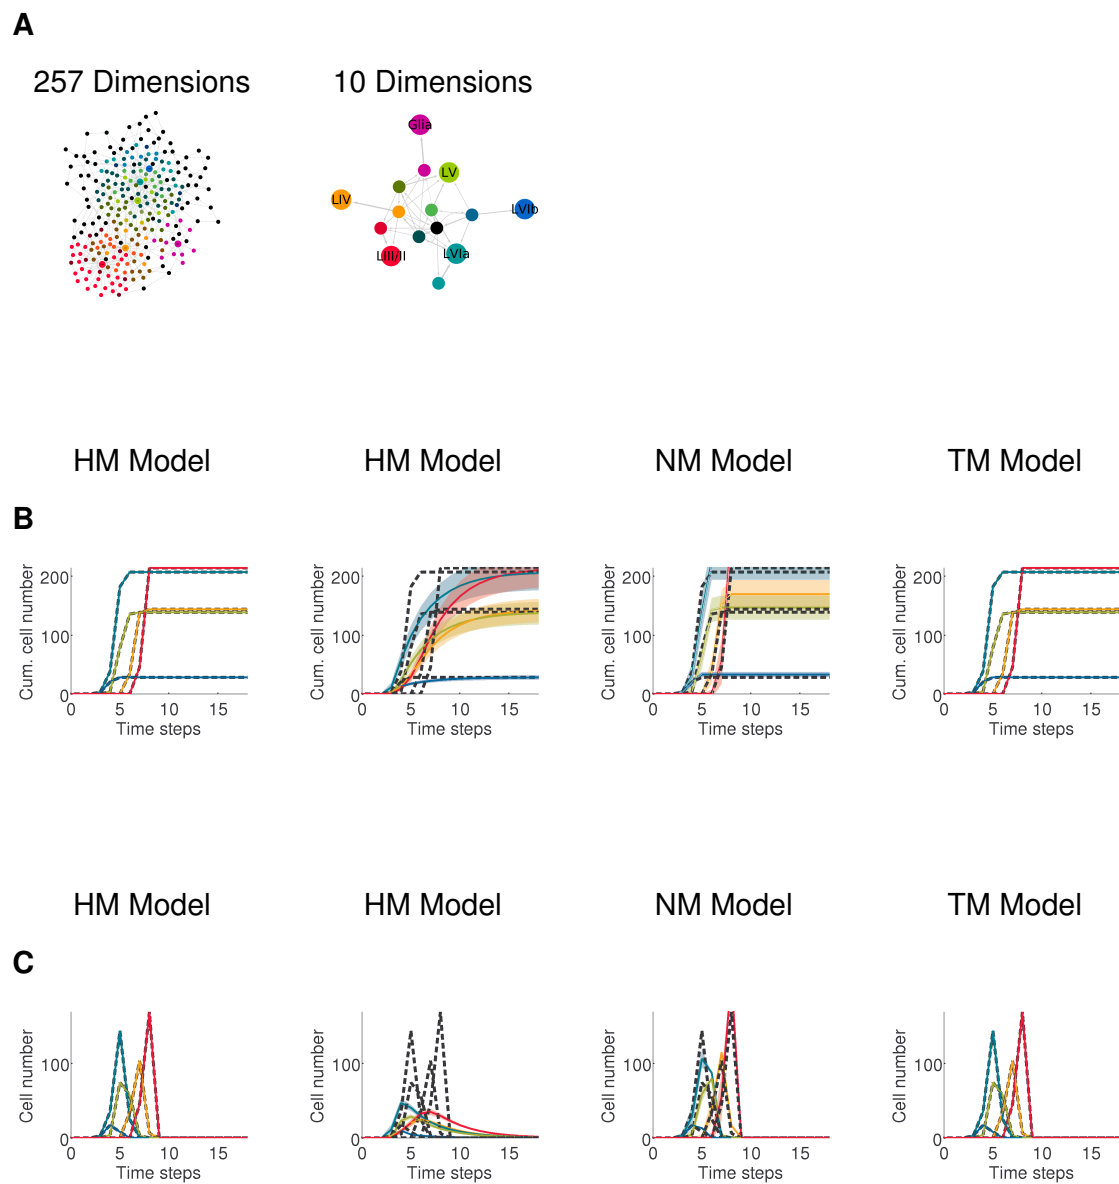 A
257 Dimensions 10 Dimensions
Glia
LV
LIV
LVIb
LIII/II
LVIa
HM Model HM Model NM Model TM Model
B
Cum. cell number
200
100
0
0 5 10 15
Time steps
Cum. cell number
200
100
0
0 5 10 15
Time steps
Cum. cell number
200
100
0
0 5 10 15
Time steps
Cum. cell number
200
100
0
0 5 10 15
Time steps
HM Model HM Model NM Model TM Model
C
Cell number
100
0
0 5 10 15
Time steps
Cell number
100
0
0 5 10 15
Time steps
Cell number
100
0
0 5 10 15
Time steps
Cell number
100
0
0 5 10 15
Time steps